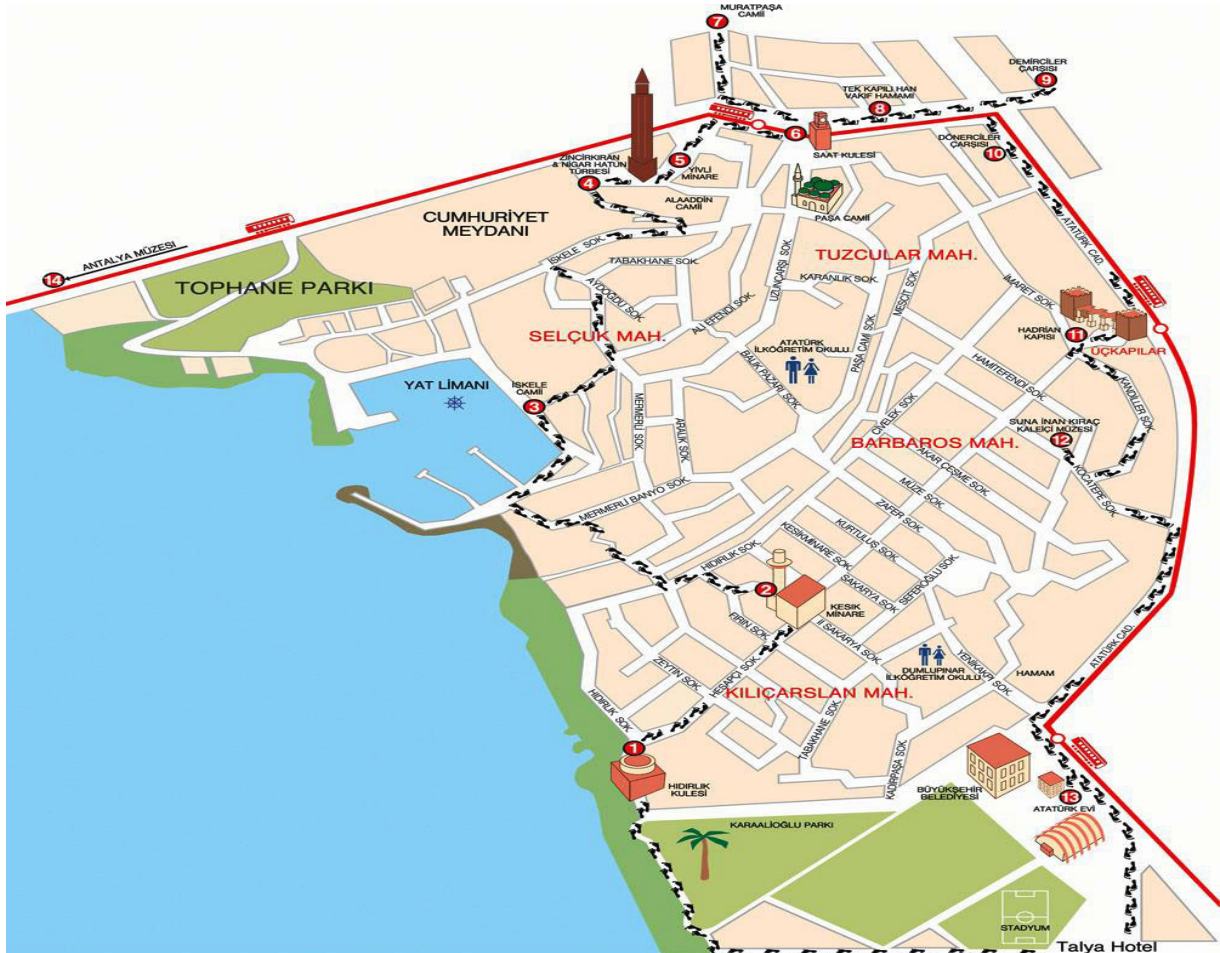 MURATPAŞA
CAMİİ
7
DEMİRCİLER
ÇARŞISI
9
TEK KAPILI HAN
VAKIF HAMAMI
8
6
SAAT KULESİ
DÖNERCİLER
ÇARŞISI
10
ZİNCİRKIRAN
& NİGAR HATUN
TÜRBESİ
4
5
YİVLİ
MİNARE
ALAADDİN
CAMİİ
PAŞA CAMİİ
CUMHURİYET
MEYDANI
ATATÜRK CAD.
ANTALYA MÜZESI
14
TOPHANE PARKI
İSKELE SOK.
TABAKHANE SOK.
AYDOĞDU SOK.
UZUNÇARŞI SOK.
TUZCULAR MAH.
KARANLIK SOK.
MESCİT SOK.
İMARET SOK.
HADRİAN
KAPISI
11
ÜÇKAPILAR
SELÇUK MAH.
ALİ EFENDİ SOK.
ATATÜRK
İLKÖĞRETİM OKULU
PAŞA CAMİ SOK.
BALIK PAZARI SOK.
HAMİTEFENDİ SOK.
KANDİLLER SOK.
YAT LİMANI
İSKELE
CAMİİ
3
MERMERLİ SOK.
ARALIK SOK.
CİVELEK SOK.
SUNA İNAN KIRAÇ
KALEİÇİ MÜZESİ
12
BARBAROS MAH.
KOCATEPE SOK.
AKAR ÇEŞME SOK.
MÜZE SOK.
ZAFER SOK.
MERMERLİ BANYO SOK.
KURTULUŞ SOK.
KESİKMİNARE SOK.
HIDIRLIK SOK.
SAKARYA SOK.
SEFEROĞLU SOK.
2
KESİK
MİNARE
FIRIN SOK.
II SAKARYA SOK.
ZEYTİN SOK.
HESAPÇI SOK.
DUMLUPINAR
İLKÖĞRETİM OKULU
YENİKAPI SOK.
HAMAM
ATATÜRK CAD.
KILIÇARSLAN MAH.
HIDIRLIK SOK.
TABAKHANE SOK.
KADİRPAŞA SOK.
1
HIDIRLIK
KULESİ
BÜYÜKŞEHİR
BELEDİYESİ
13
ATATÜRK EVİ
KARAALİOĞLU PARKI
STADYUM
Talya Hotel